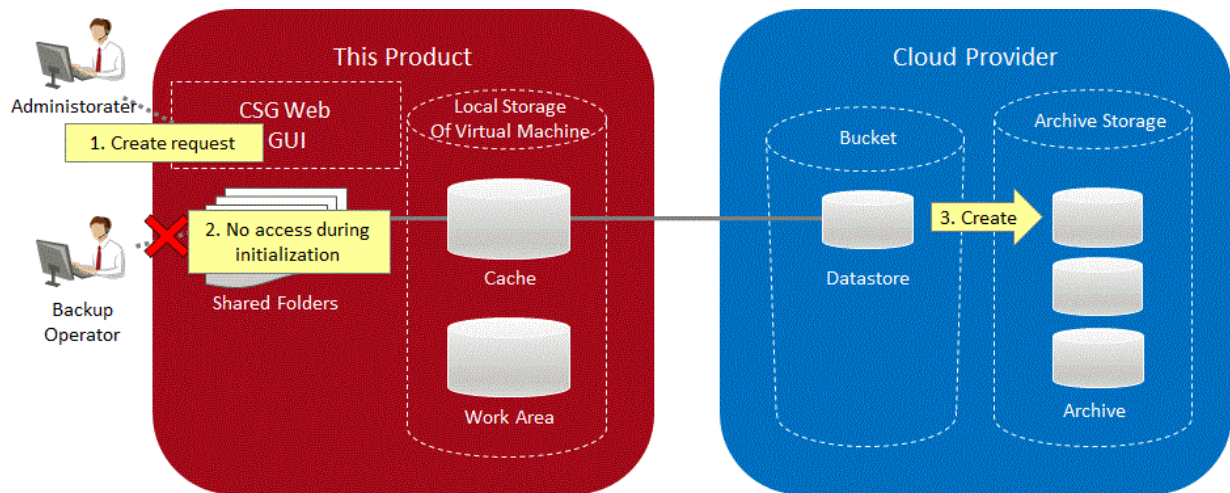 This Product
Cloud Provider
Administorater
CSG Web
GUI
1. Create request
Local Storage
Of Virtual Machine
Bucket
Archive Storage
2. No access during
initialization
3. Create
Cache
Datastore
Shared Folders
Backup
Operator
Work Area
Archive